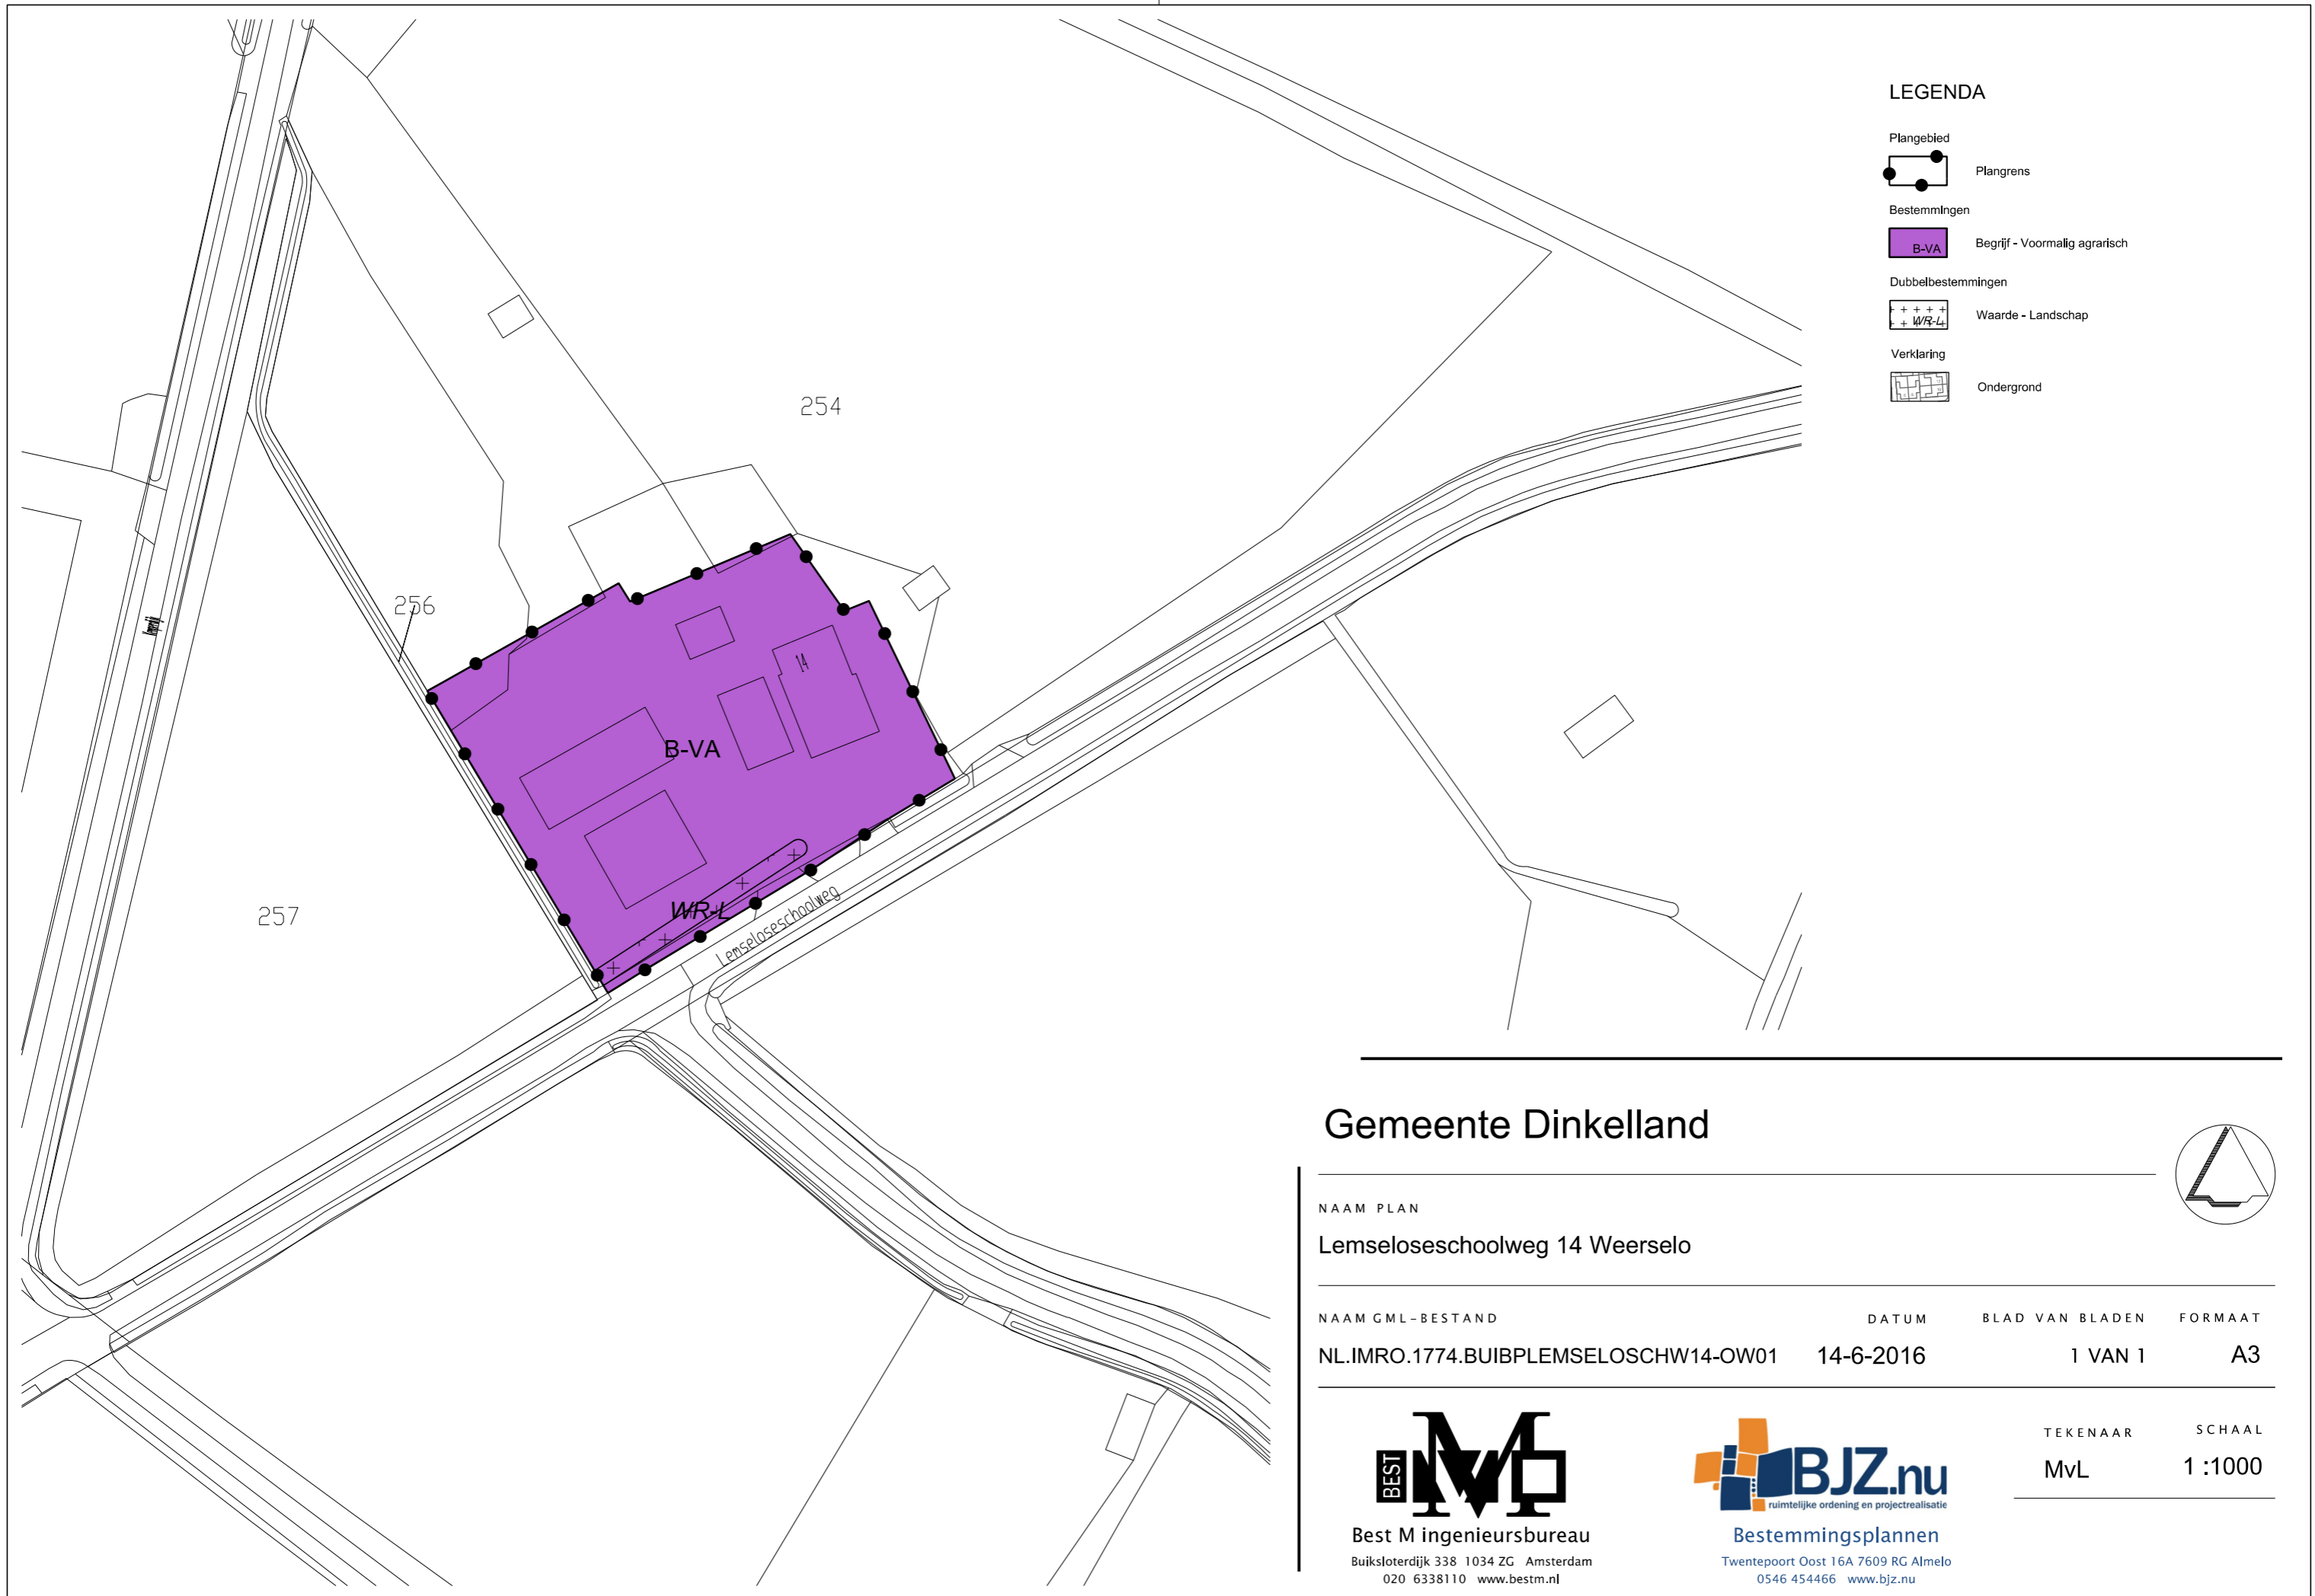 LEGENDA
Plangebied
Plangrens
Bestemmingen
B-VA
Begrijf - Voormalig agrarisch
Dubbelbestemmingen
WR-L
Waarde - Landschap
Verklaring
Ondergrond
254
256
14
B-VA
257
WR-L
Lemseloseschoolweg
Gemeente Dinkelland
NAAM PLAN
Lemseloseschoolweg 14 Weerselo
NAAM GML-BESTAND DATUM BLAD VAN BLADEN FORMAAT
NL.IMRO.1774.BUIBPLEMSELOSCHW14-OW01 14-6-2016 1 VAN 1 A3
TEKENAAR SCHAAL
MvL 1 :1000
BEST M
Best M ingenieursbureau
Buiksloterdijk 338 1034 ZG Amsterdam
020 6338110 www.bestm.nl
BJZ.nu
ruimtelijke ordening en projectrealisatie
Bestemmingsplannen
Twentepoort Oost 16A 7609 RG Almelo
0546 454466 www.bjz.nu